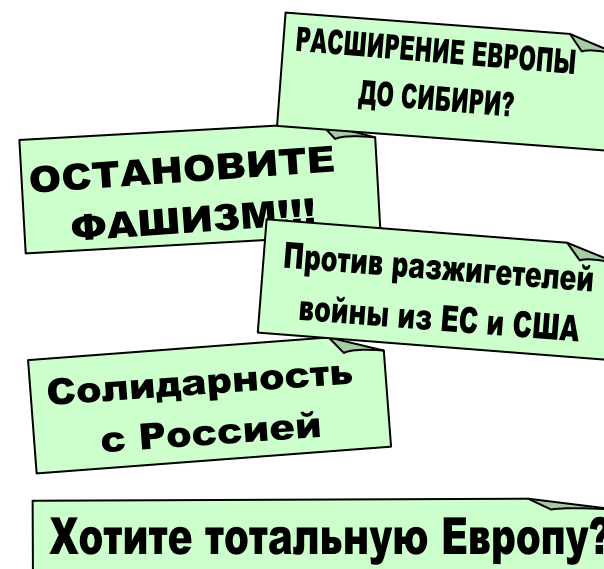 РАСШИРЕНИЕ ЕВРОПЫ
ДО СИБИРИ?
ОСТАНОВИТЕ
ФАШИЗМ!!!
Против разжигетелей
войны из ЕС и США
Солидарность
с Россией
Хотите тотальную Европу?